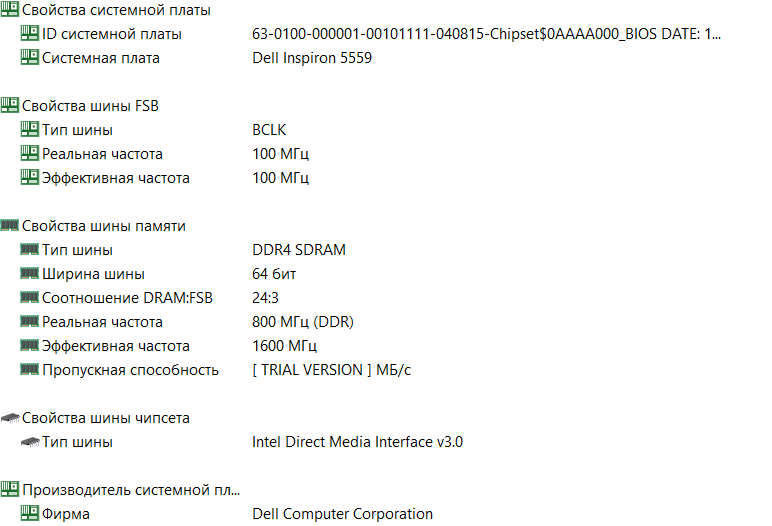 Свойства системной платы
ID системной платы 63-0100-000001-00101111-040815-Chipset$0AAAA000_BIOS DATE: 1...
Системная плата Dell Inspiron 5559
Свойства шины FSB
Тип шины BCLK
Реальная частота 100 МГц
Эффективная частота 100 МГц
Свойства шины памяти
Тип шины DDR4 SDRAM
Ширина шины 64 бит
Соотношение DRAM:FSB 24:3
Реальная частота 800 МГц (DDR)
Эффективная частота 1600 МГц
Пропускная способность [ TRIAL VERSION ] МБ/с
Свойства шины чипсета
Тип шины Intel Direct Media Interface v3.0
Производитель системной пл...
Фирма Dell Computer Corporation